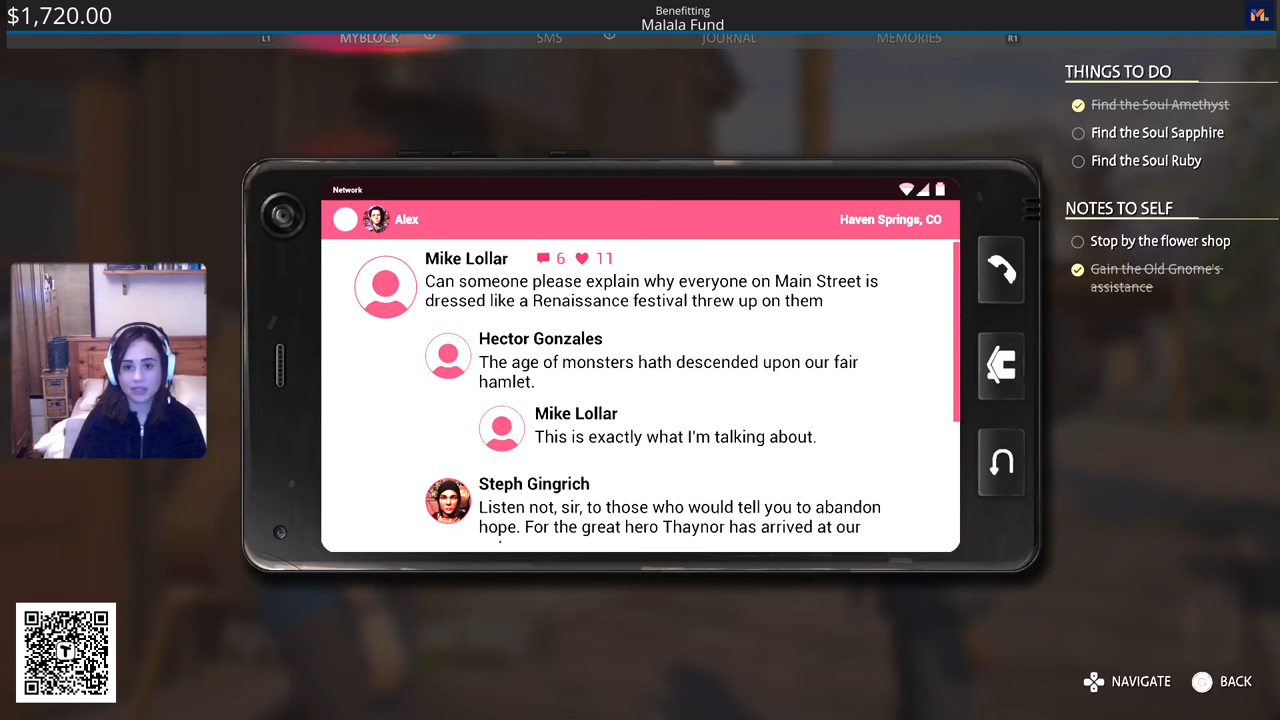 $1,720.00
Benefitting
Malala Fund
M.
L1
MYBLOCK
SMS
JOURNAL
MEMORIES
R1
THINGS TO DO
Find the Soul Amethyst
Find the Soul Sapphire
Find the Soul Ruby
NOTES TO SELF
Stop by the flower shop
Gain the Old Gnome's
assistance
Network
Alex
Haven Springs, CO
Mike Lollar 6 11
Can someone please explain why everyone on Main Street is
dressed like a Renaissance festival threw up on them
Hector Gonzales
The age of monsters hath descended upon our fair
hamlet.
Mike Lollar
This is exactly what I'm talking about.
Steph Gingrich
Listen not, sir, to those who would tell you to abandon
hope. For the great hero Thaynor has arrived at our
NAVIGATE
BACK